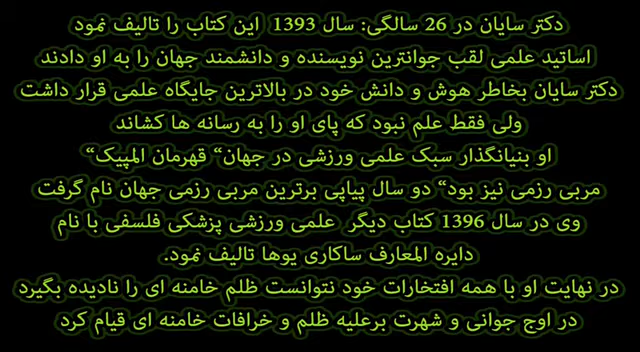 دکتر سایان در 26 سالگی: سال 1393 این کتاب را تالیف نمود
اساتید علمی لقب جوانترین نویسنده و دانشمند جهان را به او دادند
دکتر سایان بخاطر هوش و دانش خود در بالاترین جایگاه علمی قرار داشت
ولی فقط علم نبود که پای او را به رسانه ها کشاند
او بنیانگذار سبک علمی ورزشی در جهان“ قهرمان المپیک“
مربی رزمی نیز بود“ دو سال پیاپی برترین مربی رزمی جهان نام گرفت
وی در سال 1396 کتاب دیگر علمی ورزشی پزشکی فلسفی با نام
دایره المعارف ساکاری یوها تالیف نمود.
در نهایت او با همه افتخارات خود نتوانست ظلم خامنه ای را نادیده بگیرد
در اوج جوانی و شهرت برعلیه ظلم و خرافات خامنه ای قیام کرد